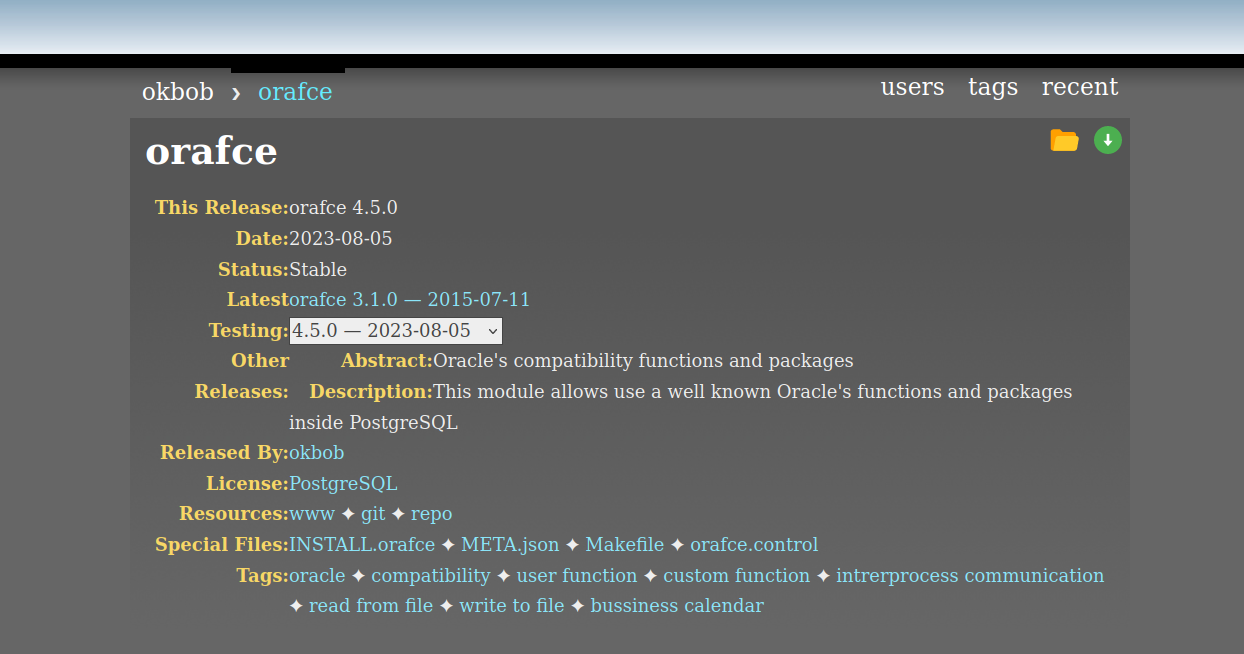 okbob › orafce users tags recent
orafce
This Release:orafce 4.5.0
Date:2023-08-05
Status:Stable
Latestorafce 3.1.0 — 2015-07-11
Testing:4.5.0 — 2023-08-05
Other Abstract:Oracle's compatibility functions and packages
Releases: Description:This module allows use a well known Oracle's functions and packages
inside PostgreSQL
Released By:okbob
License:PostgreSQL
Resources:www ✦ git ✦ repo
Special Files:INSTALL.orafce ✦ META.json ✦ Makefile ✦ orafce.control
Tags:oracle ✦ compatibility ✦ user function ✦ custom function ✦ intrerprocess communication
✦ read from file ✦ write to file ✦ bussiness calendar